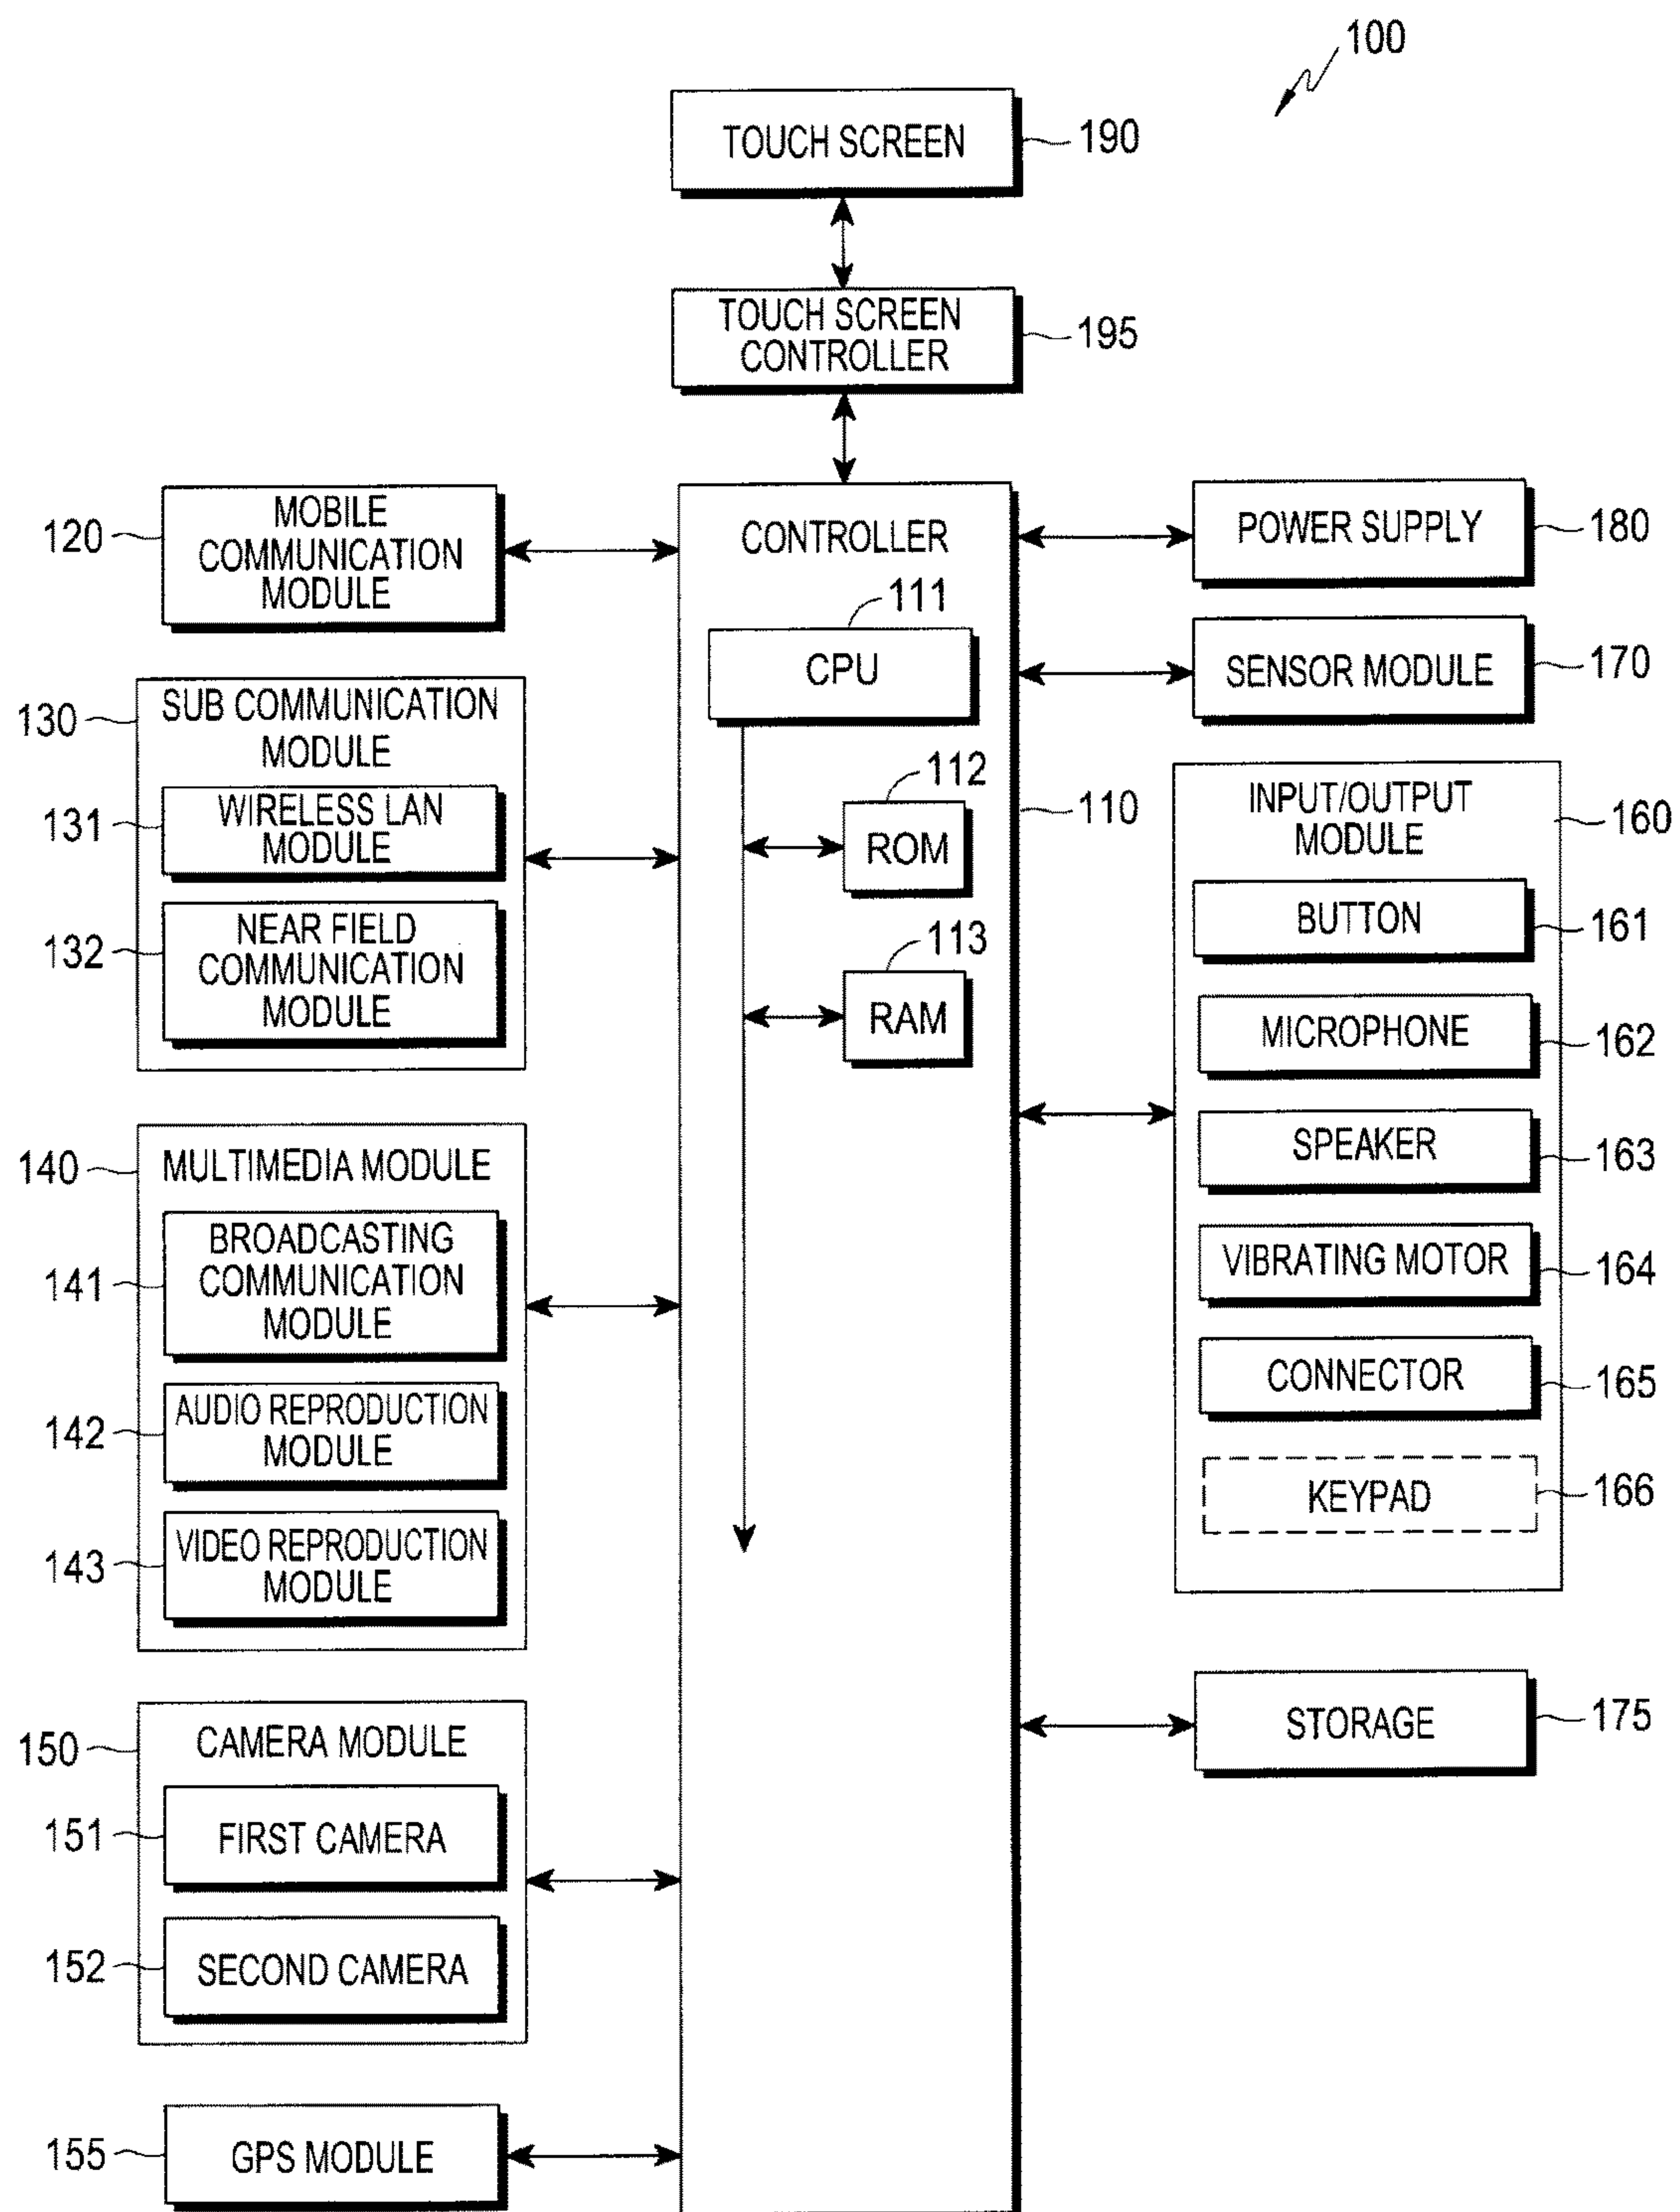 100
TOUCH SCREEN
190
TOUCH SCREEN
CONTROLLER
195
120
MOBILE
COMMUNICATION
MODULE
130
SUB COMMUNICATION
MODULE
131
WIRELESS LAN
MODULE
132
NEAR FIELD
COMMUNICATION
MODULE
140
MULTIMEDIA MODULE
141
BROADCASTING
COMMUNICATION
MODULE
142
AUDIO REPRODUCTION
MODULE
143
VIDEO REPRODUCTION
MODULE
150
CAMERA MODULE
151
FIRST CAMERA
152
SECOND CAMERA
155
GPS MODULE
CONTROLLER
111
CPU
112
ROM
113
RAM
110
POWER SUPPLY
180
SENSOR MODULE
170
INPUT/OUTPUT
MODULE
160
BUTTON
161
MICROPHONE
162
SPEAKER
163
VIBRATING MOTOR
164
CONNECTOR
165
KEYPAD
166
STORAGE
175